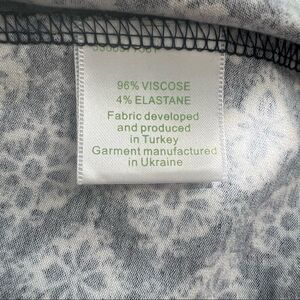 96% VISCOSE
4% ELASTANE
Fabric developed
and produced
in Turkey
Garment manufactured
in Ukraine